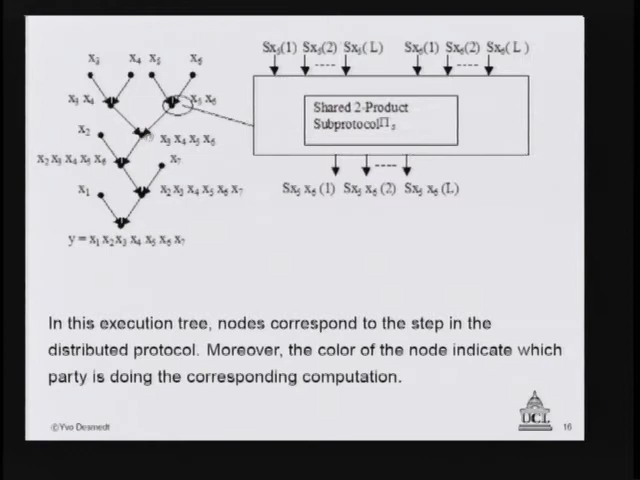 x3 x4 x5 x6
Sx5(1) Sx5(2) Sx5(L) Sx6(1) Sx6(2) Sx6(L)
x3 x4 x5 x6
Shared 2-Product
Subprotocol Π
x2
x3 x4 x5 x6
x2 x3 x4 x5 x6 x7
Sx5 x6 (1) Sx5 x6 (2) Sx5 x6 (L)
x1 x2 x3 x4 x5 x6 x7
y = x1 x2 x3 x4 x5 x6 x7
In this execution tree, nodes correspond to the step in the
distributed protocol. Moreover, the color of the node indicate which
party is doing the corresponding computation.
©Yvo Desmedt
UCL
16